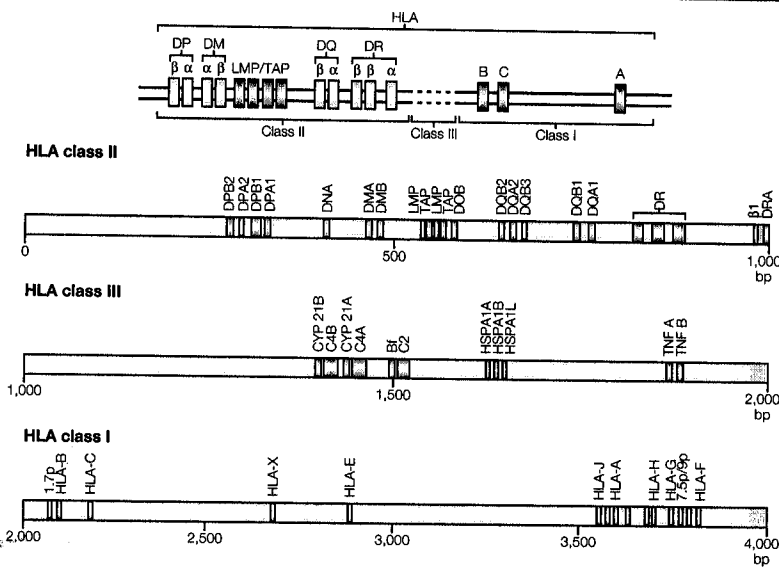 HLA
DP DM DQ DR
β α α β LMP/TAP β α β β α B C A
Class II Class III Class I
HLA class II
DPB2 DPA2 DPB1 DPA1 DNA DMA DMB LMP TAP LMP TAP DOB DQB2 DQA2 DQB3 DQB1 DQA1 DR β1 DRA
0 500 1,000
bp
HLA class III
CYP 21B C4B CYP 21A C4A Bf C2 HSPA1A HSPA1B HSPA1L TNF A TNF B
1,000 1,500 2,000
bp
HLA class I
1.7p HLA-B HLA-C HLA-X HLA-E HLA-J HLA-A HLA-H HLA-G 7.5p/9p HLA-F
2,000 2,500 3,000 3,500 4,000
bp